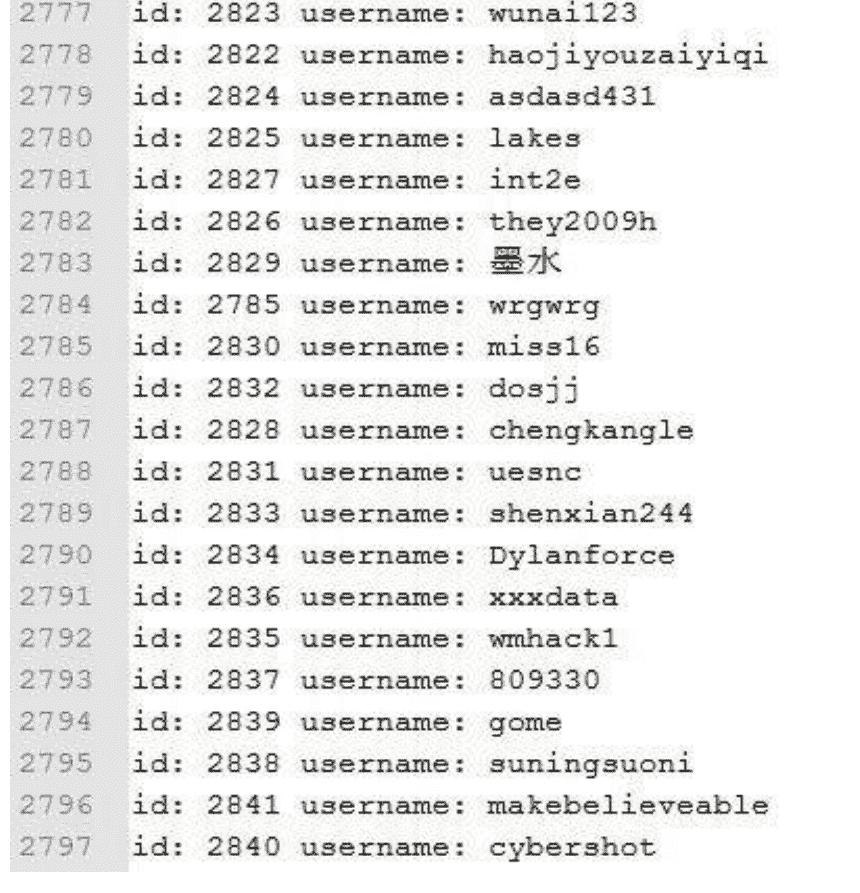 2777 id: 2823 username: wunai123
2778 id: 2822 username: haojiyouzaiyiqi
2779 id: 2824 username: asdasd431
2780 id: 2825 username: lakes
2781 id: 2827 username: int2e
2782 id: 2826 username: they2009h
2783 id: 2829 username: 墨水
2784 id: 2785 username: wrgwrg
2785 id: 2830 username: miss16
2786 id: 2832 username: dosjj
2787 id: 2828 username: chengkangle
2788 id: 2831 username: uesnc
2789 id: 2833 username: shenxian244
2790 id: 2834 username: Dylanforce
2791 id: 2836 username: xxxdata
2792 id: 2835 username: wmhack1
2793 id: 2837 username: 809330
2794 id: 2839 username: gome
2795 id: 2838 username: suningsuoni
2796 id: 2841 username: makebelieveable
2797 id: 2840 username: cybershot